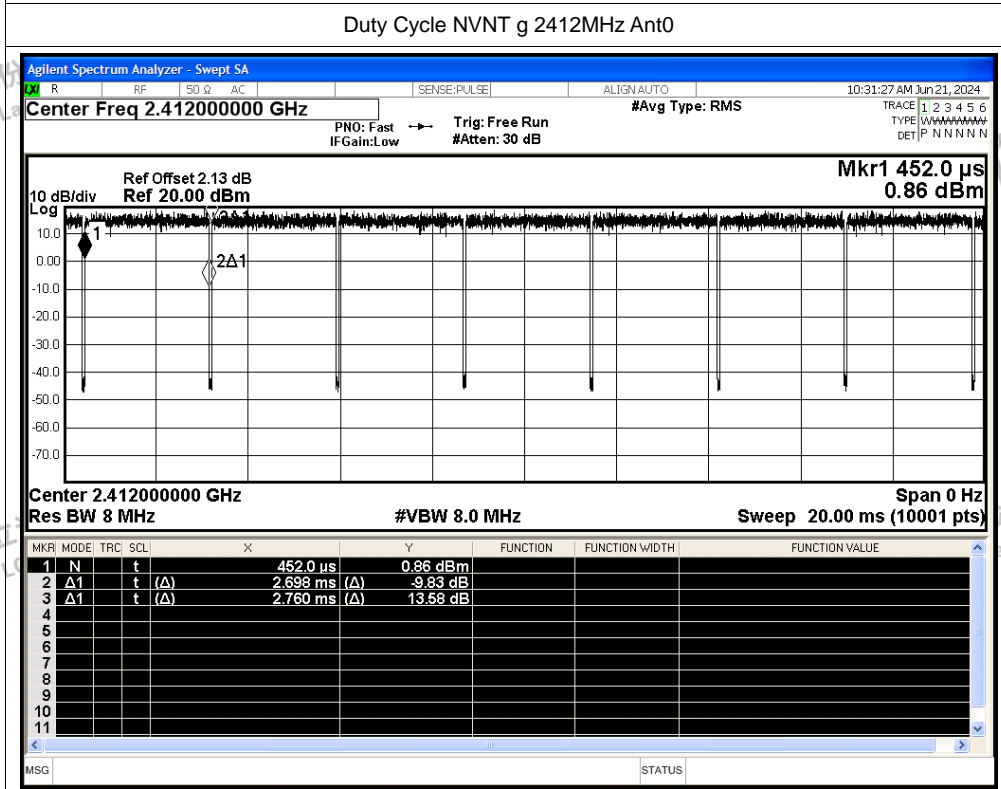 Duty Cycle NVNT g 2412MHz Ant0
Agilent Spectrum Analyzer - Swept SA
LXI R RF 50 Ω AC SENSE:PULSE ALIGN AUTO 10:31:27 AM Jun 21, 2024
Center Freq 2.412000000 GHz #Avg Type: RMS TRACE 1 2 3 4 5 6
PNO: Fast Trig: Free Run TYPE
IFGain:Low #Atten: 30 dB DET P N N N N N
Mkr1 452.0 µs
Ref Offset 2.13 dB
10 dB/div Ref 20.00 dBm 0.86 dBm
Log
10.0
1
0.00
2Δ1
-10.0
-20.0
-30.0
-40.0
-50.0
-60.0
-70.0
Center 2.412000000 GHz Span 0 Hz
Res BW 8 MHz #VBW 8.0 MHz Sweep 20.00 ms (10001 pts)
MKR MODE TRC SCL X Y FUNCTION FUNCTION WIDTH FUNCTION VALUE
1 N t 452.0 µs 0.86 dBm
2 Δ1 t (Δ) 2.698 ms (Δ) -9.83 dB
3 Δ1 t (Δ) 2.760 ms (Δ) 13.58 dB
4
5
6
7
8
9
10
11
MSG STATUS